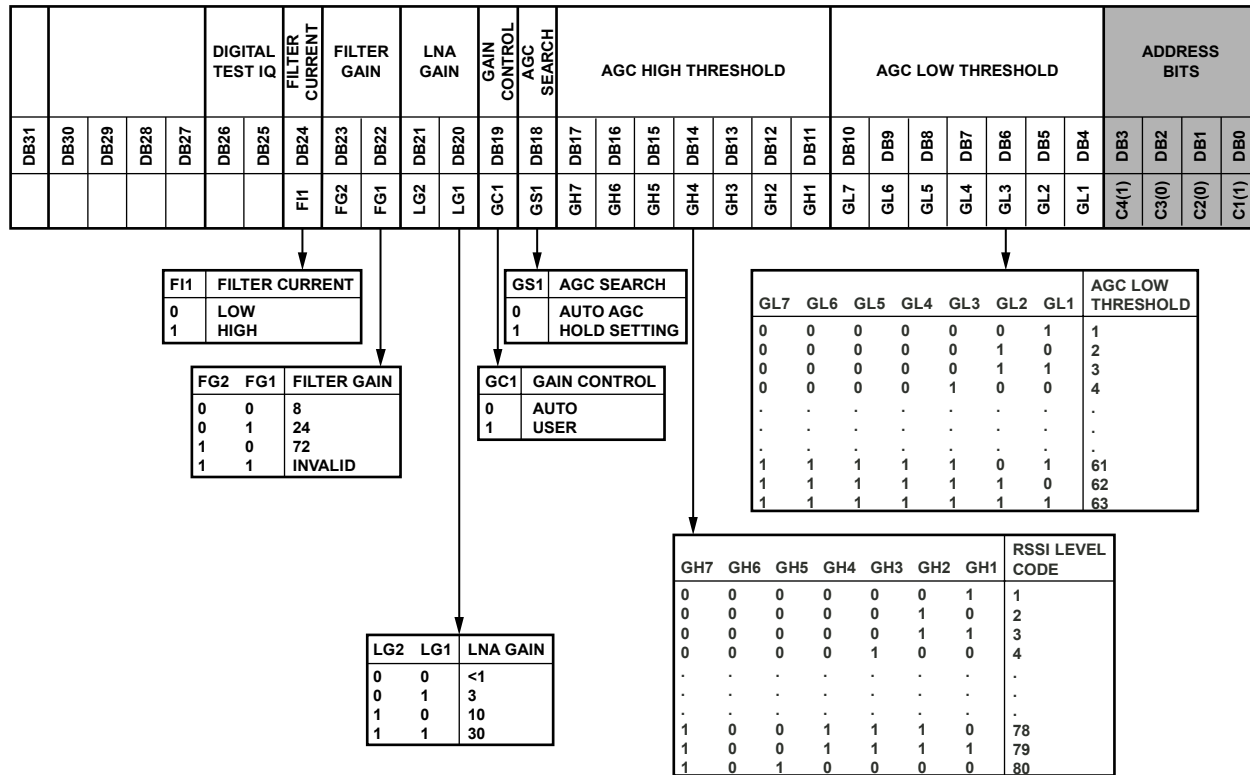 DIGITAL TEST IQ
FILTER CURRENT
FILTER GAIN
LNA GAIN
GAIN CONTROL
AGC SEARCH
AGC HIGH THRESHOLD
AGC LOW THRESHOLD
ADDRESS BITS
DB31 DB30 DB29 DB28 DB27 DB26 DB25 DB24 DB23 DB22 DB21 DB20 DB19 DB18 DB17 DB16 DB15 DB14 DB13 DB12 DB11 DB10 DB9 DB8 DB7 DB6 DB5 DB4 DB3 DB2 DB1 DB0
FI1 FG2 FG1 LG2 LG1 GC1 GS1 GH7 GH6 GH5 GH4 GH3 GH2 GH1 GL7 GL6 GL5 GL4 GL3 GL2 GL1 C4(1) C3(0) C2(0) C1(1)
FI1 FILTER CURRENT
0 LOW
1 HIGH
GS1 AGC SEARCH
0 AUTO AGC
1 HOLD SETTING
FG2 FG1 FILTER GAIN
0 0 8
0 1 24
1 0 72
1 1 INVALID
GC1 GAIN CONTROL
0 AUTO
1 USER
GL7 GL6 GL5 GL4 GL3 GL2 GL1 AGC LOW THRESHOLD
0 0 0 0 0 0 1 1
0 0 0 0 0 1 0 2
0 0 0 0 0 1 1 3
0 0 0 0 1 0 0 4
. . . . . . . .
. . . . . . . .
. . . . . . . .
1 1 1 1 1 0 1 61
1 1 1 1 1 1 0 62
1 1 1 1 1 1 1 63
LG2 LG1 LNA GAIN
0 0 <1
0 1 3
1 0 10
1 1 30
GH7 GH6 GH5 GH4 GH3 GH2 GH1 RSSI LEVEL CODE
0 0 0 0 0 0 1 1
0 0 0 0 0 1 0 2
0 0 0 0 0 1 1 3
0 0 0 0 1 0 0 4
. . . . . . . .
. . . . . . . .
. . . . . . . .
1 0 0 1 1 1 0 78
1 0 0 1 1 1 1 79
1 0 1 0 0 0 0 80